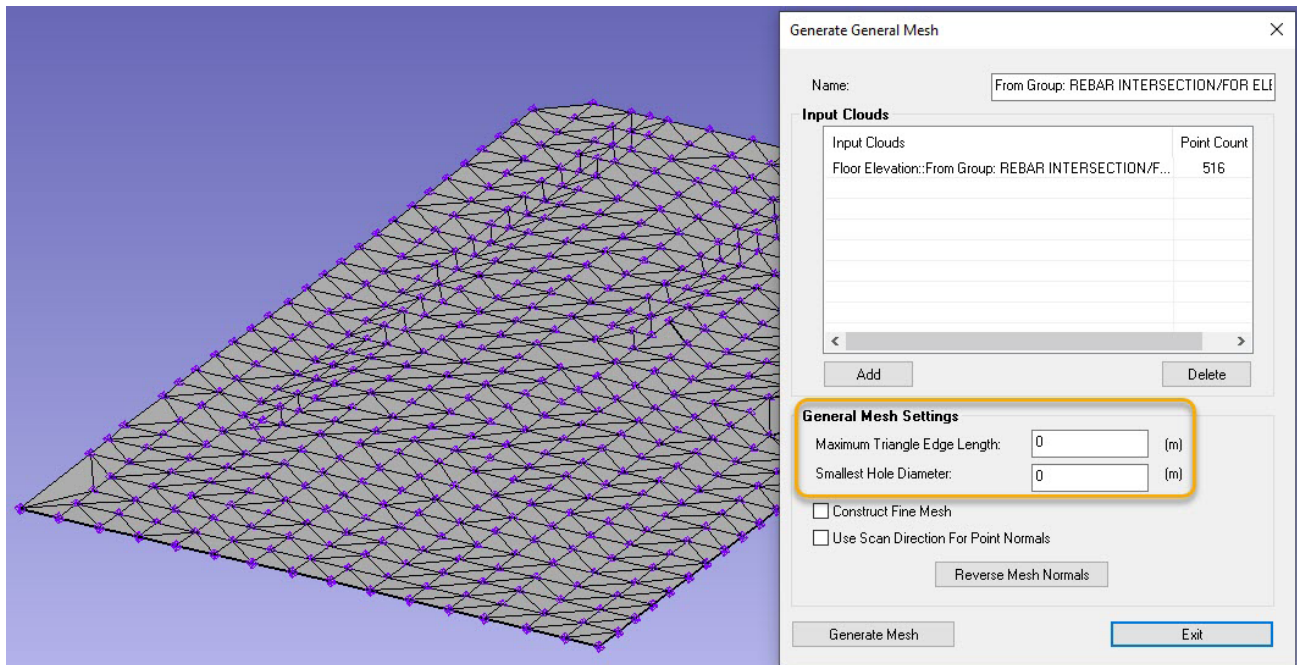 Generate General Mesh
Name: From Group: REBAR INTERSECTION/FOR
Input Clouds
Input Clouds Point Count
Floor Elevation::From Group: REBAR INTERSECTION/F... 516
Add Delete
General Mesh Settings
Maximum Triangle Edge Length: 0 (m)
Smallest Hole Diameter: 0 (m)
Construct Fine Mesh
Use Scan Direction For Point Normals
Reverse Mesh Normals
Generate Mesh Exit